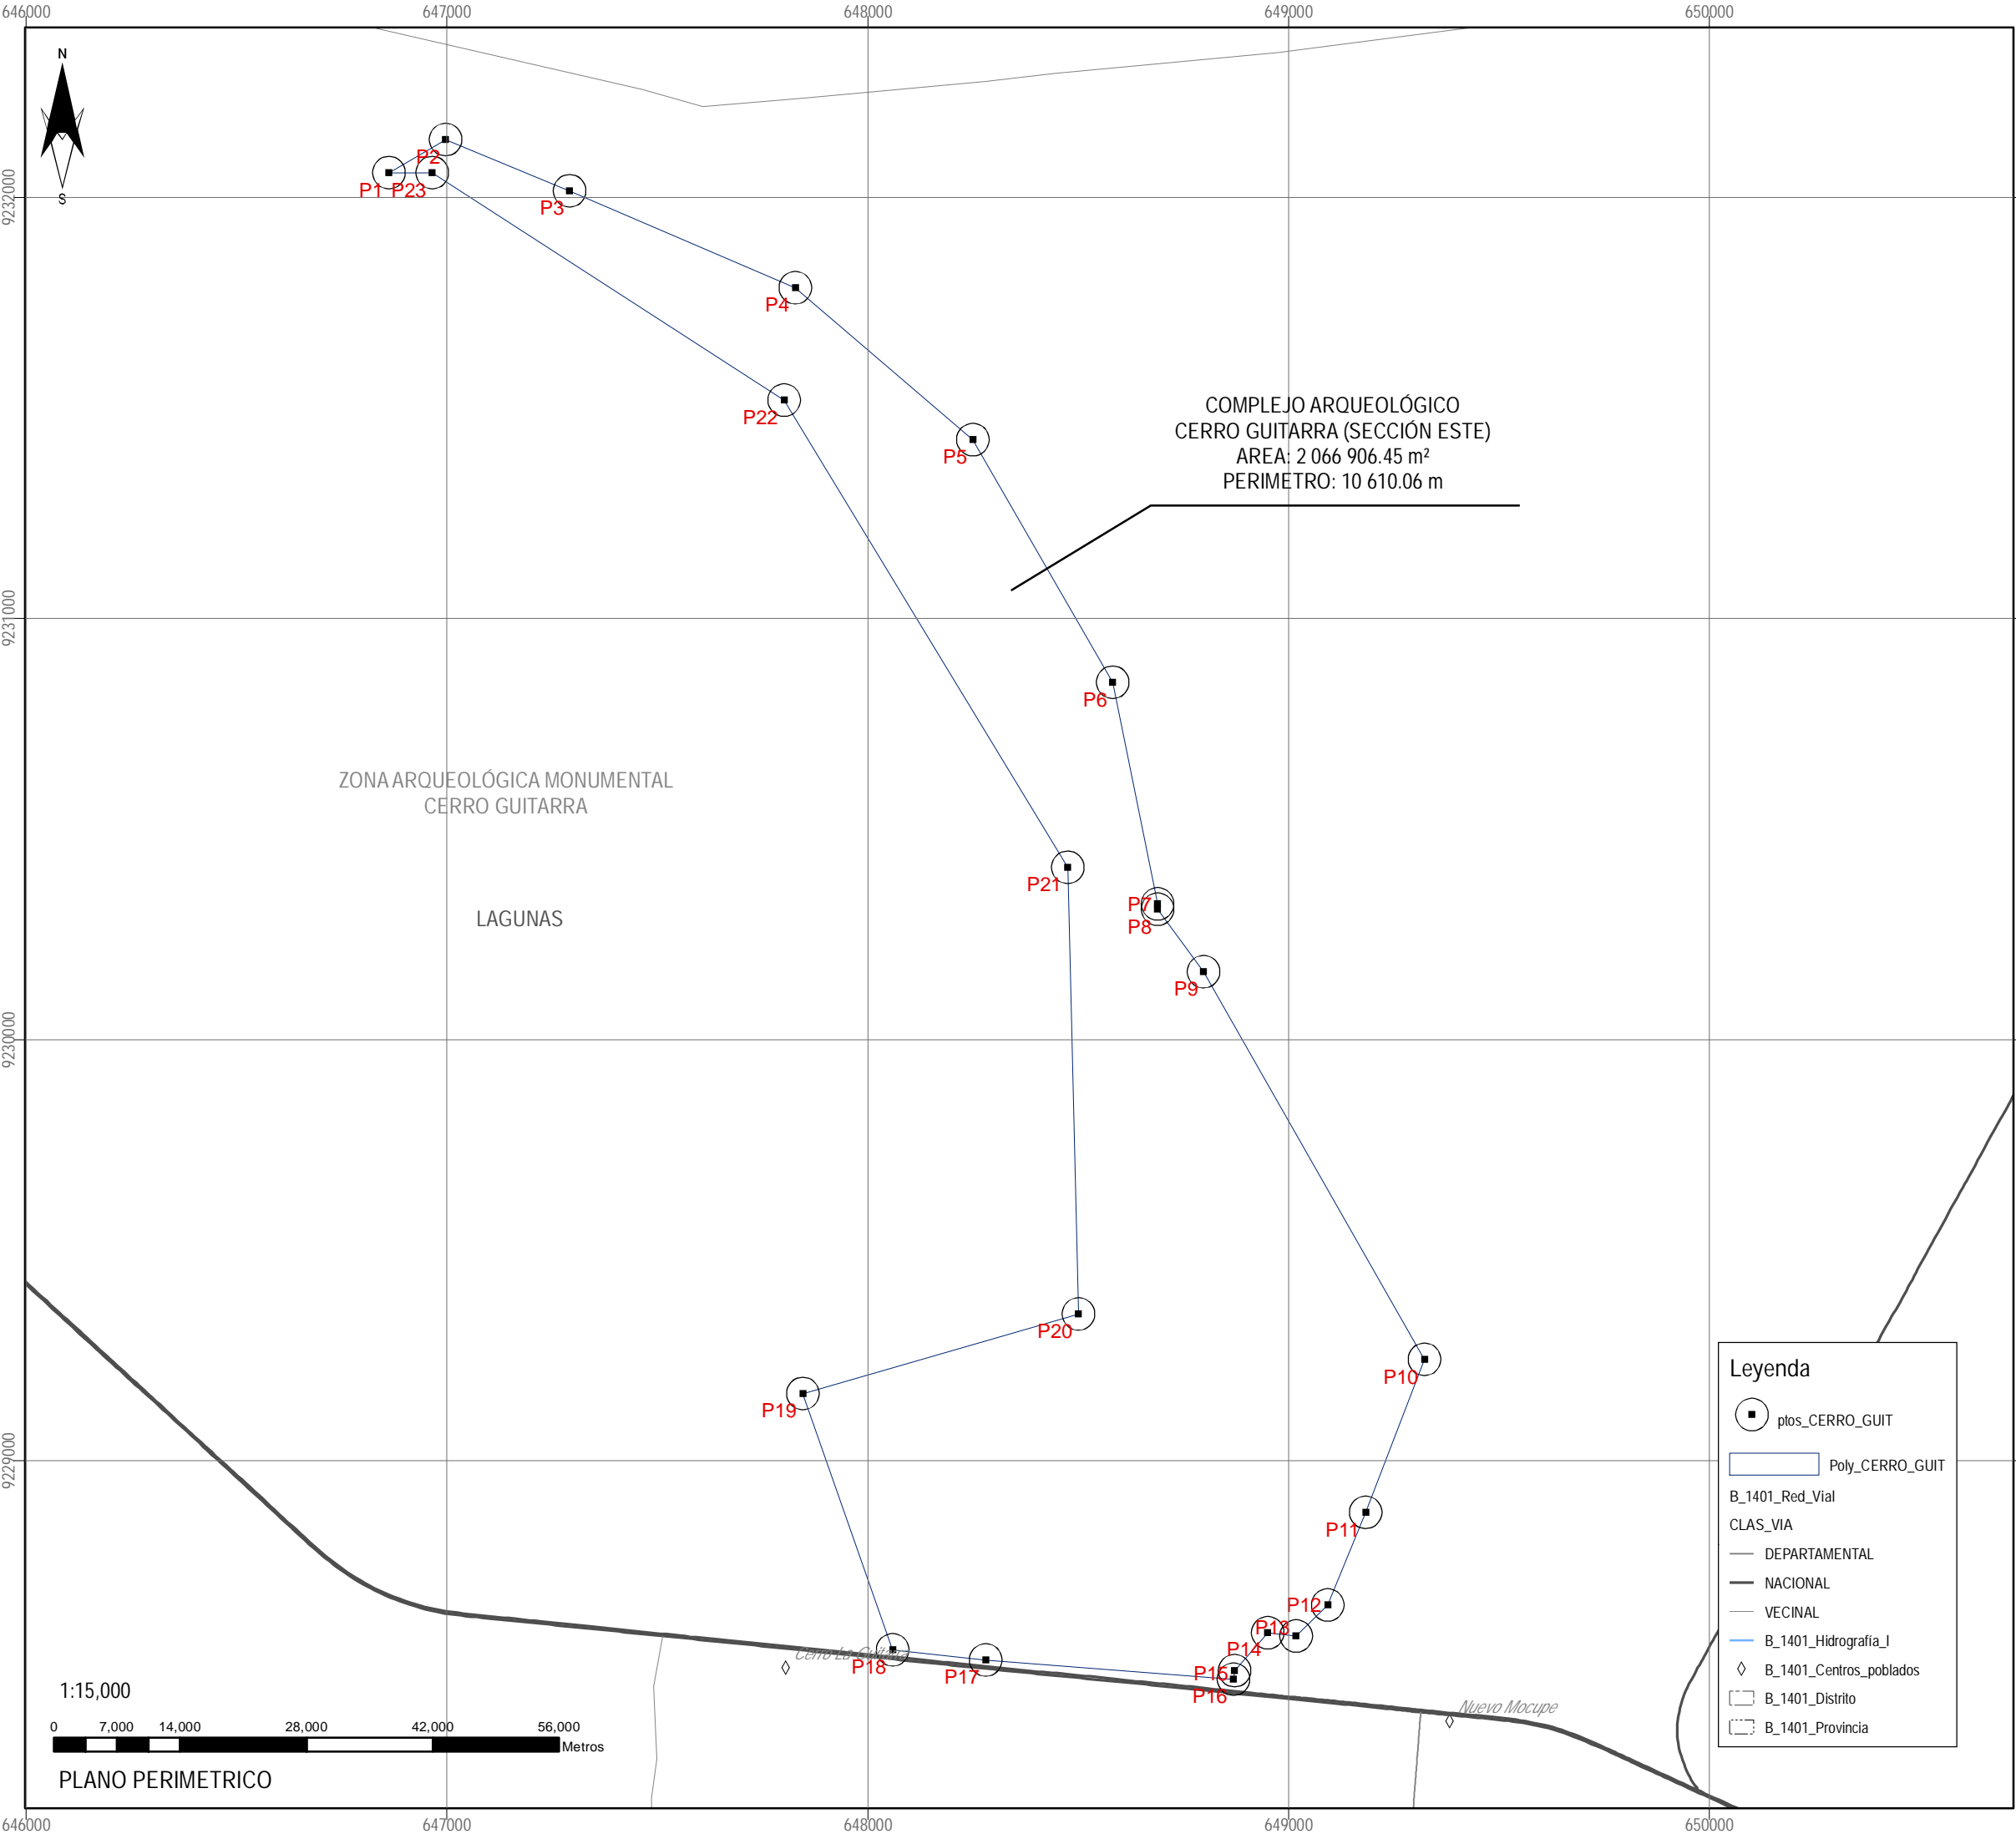 646000 647000 648000 649000 650000
N
S
9232000
9231000
9230000
9229000
P2
P1 P23
P3
P4
P22
P5
COMPLEJO ARQUEOLÓGICO
CERRO GUITARRA (SECCIÓN ESTE)
AREA: 2 066 906.45 m²
PERIMETRO: 10 610.06 m
P6
ZONA ARQUEOLÓGICA MONUMENTAL
CERRO GUITARRA
P21
LAGUNAS
P7
P8
P9
P20
P10
P19
P11
P12
P13
P14
P15
P16
P17
P18
Cerro La
Nuevo Mocupe
Leyenda
ptos_CERRO_GUIT
Poly_CERRO_GUIT
B_1401_Red_Vial
CLAS_VIA
DEPARTAMENTAL
NACIONAL
VECINAL
B_1401_Hidrografía_l
B_1401_Centros_poblados
B_1401_Distrito
B_1401_Provincia
1:15,000
0 7,000 14,000 28,000 42,000 56,000
Metros
PLANO PERIMETRICO
646000 647000 648000 649000 650000